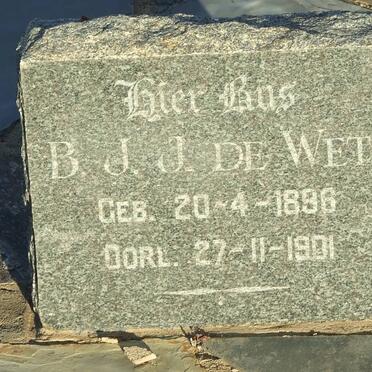 Hier Rus
B. J. J. DE WET
GEB. 20-4-1896
OORL. 27-11-1901